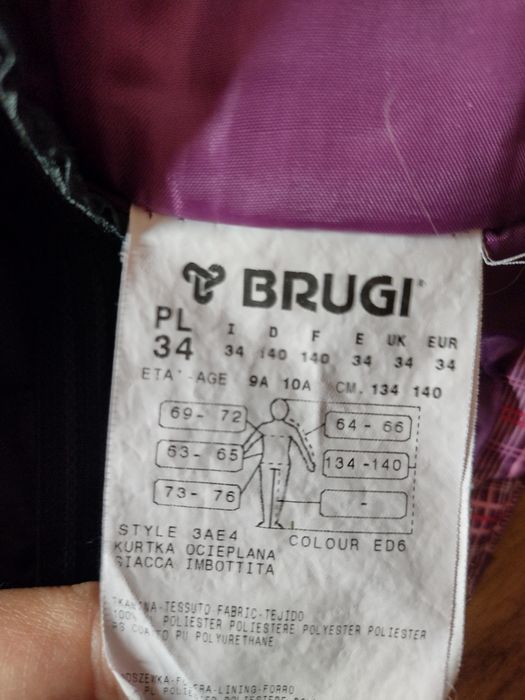 BRUGI
PL I D F E UK EUR
34 34 140 140 34 34 34
ETA'-AGE 9A 10A CM. 134 140
69- 72 64 - 66
63- 65 134-140
73- 76 -
STYLE 3AE4 COLOUR ED6
KURTKA OCIEPLANA
GIACCA IMBOTTITA
TKANINA-TESSUTO-FABRIC-TEJIDO
100% POLIESTER POLIESTERE POLYESTER POLIESTER
PU POLYURETHANE
-LINING-FORRO